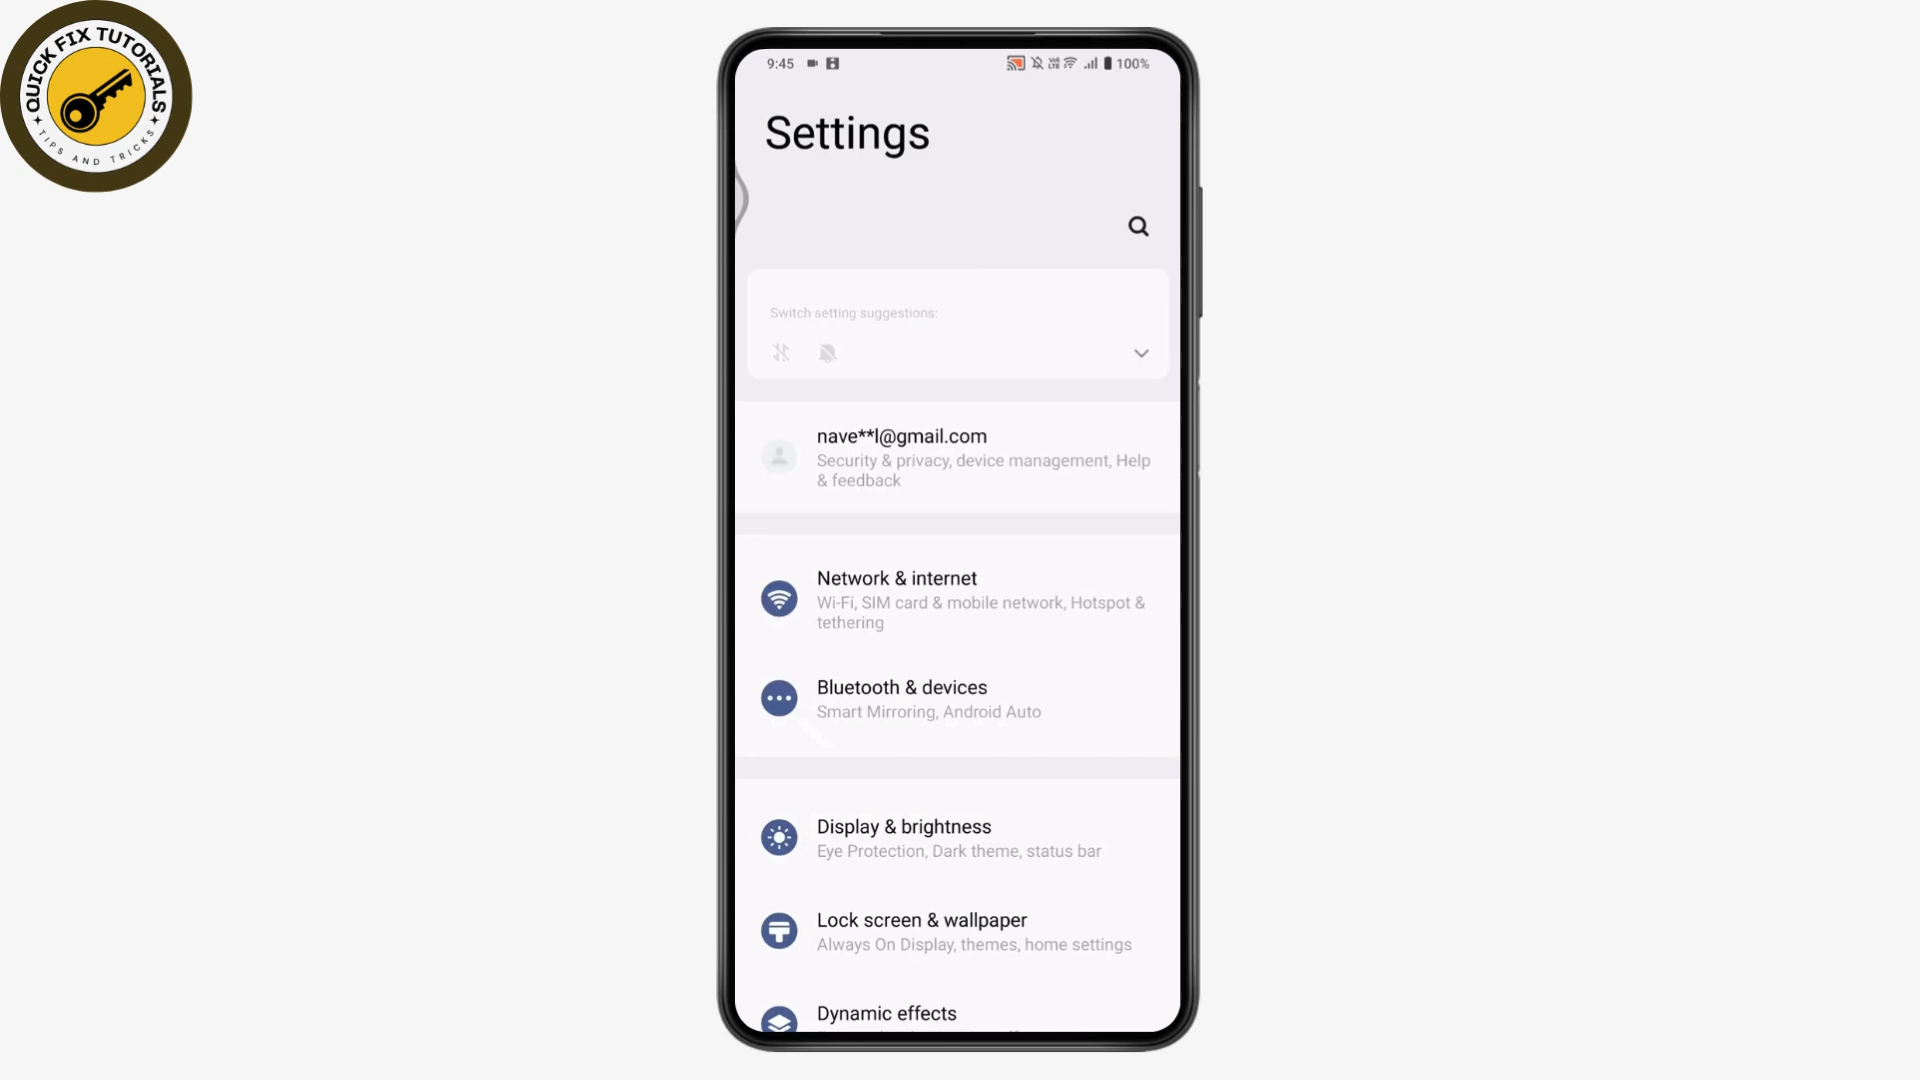 QUICK FIX TUTORIALS
TIPS AND TRICKS
9:45
VoI LTE
100%
Settings
Switch setting suggestions:
nave**l@gmail.com
Security & privacy, device management, Help
& feedback
Network & internet
Wi-Fi, SIM card & mobile network, Hotspot &
tethering
Bluetooth & devices
Smart Mirroring, Android Auto
Display & brightness
Eye Protection, Dark theme, status bar
Lock screen & wallpaper
Always On Display, themes, home settings
Dynamic effects